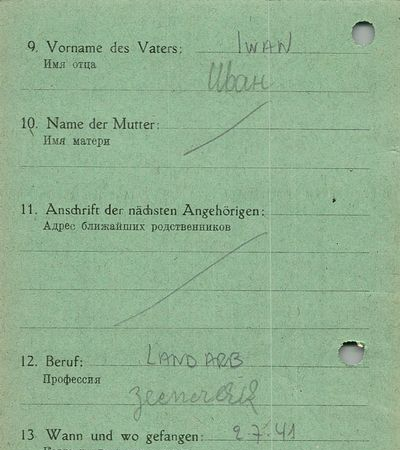 9. Vorname des Vaters: IWAN
Имя отца
Иван
10. Name der Mutter:
Имя матери
11. Anschrift der nächsten Angehörigen:
Адрес ближайших родственников
12. Beruf: LANDARB
Профессия
13 Wann und wo gefangen: 2 7. 41